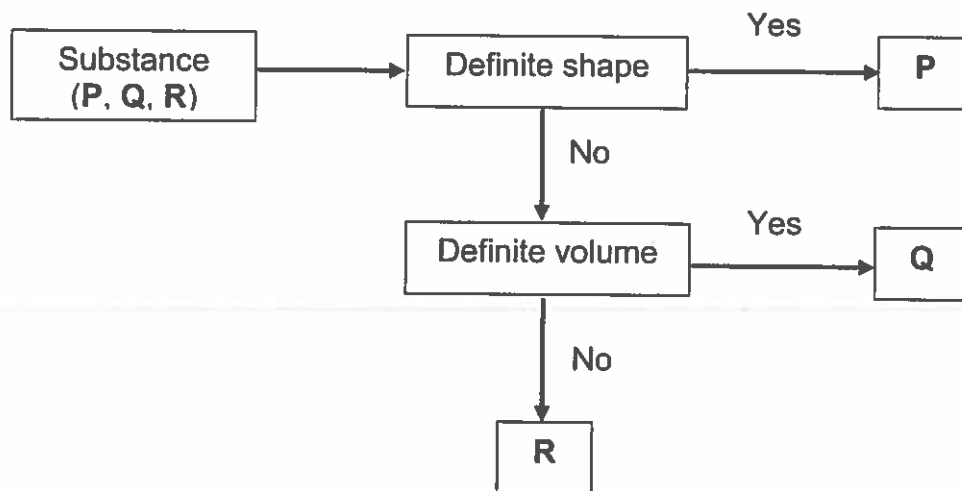 Yes
Substance
(P, Q, R)
Definite shape
P
No
Yes
Definite volume
Q
No
R